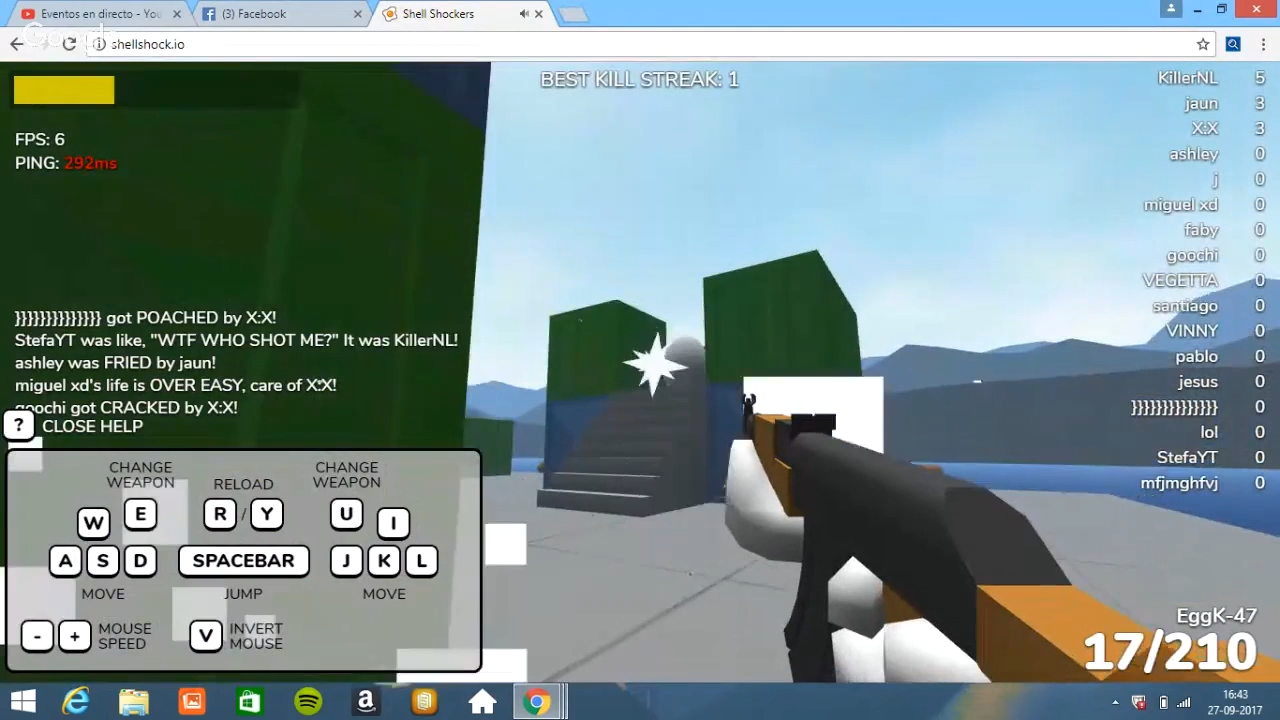 Eventos en directo - You
(3) Facebook
Shell Shockers
shellshock.io
BEST KILL STREAK: 1
FPS: 6
PING: 292ms
KillerNL 5
jaun 3
X:X 3
ashley 0
j 0
miguel xd 0
faby 0
goochi 0
VEGETTA 0
santiago 0
VINNY 0
pablo 0
jesus 0
}}}}}}}}}}}}} 0
lol 0
StefaYT 0
mfjmghfvj 0
}}}}}}}}}}}}} got POACHED by X:X!
StefaYT was like, "WTF WHO SHOT ME?" It was KillerNL!
ashley was FRIED by jaun!
miguel xd's life is OVER EASY, care of X:X!
goochi got CRACKED by X:X!
? CLOSE HELP
CHANGE WEAPON
RELOAD
CHANGE WEAPON
W E R / Y U I
A S D SPACEBAR J K L
MOVE JUMP MOVE
- + MOUSE SPEED V INVERT MOUSE
EggK-47
17/210
16:43
27-09-2017